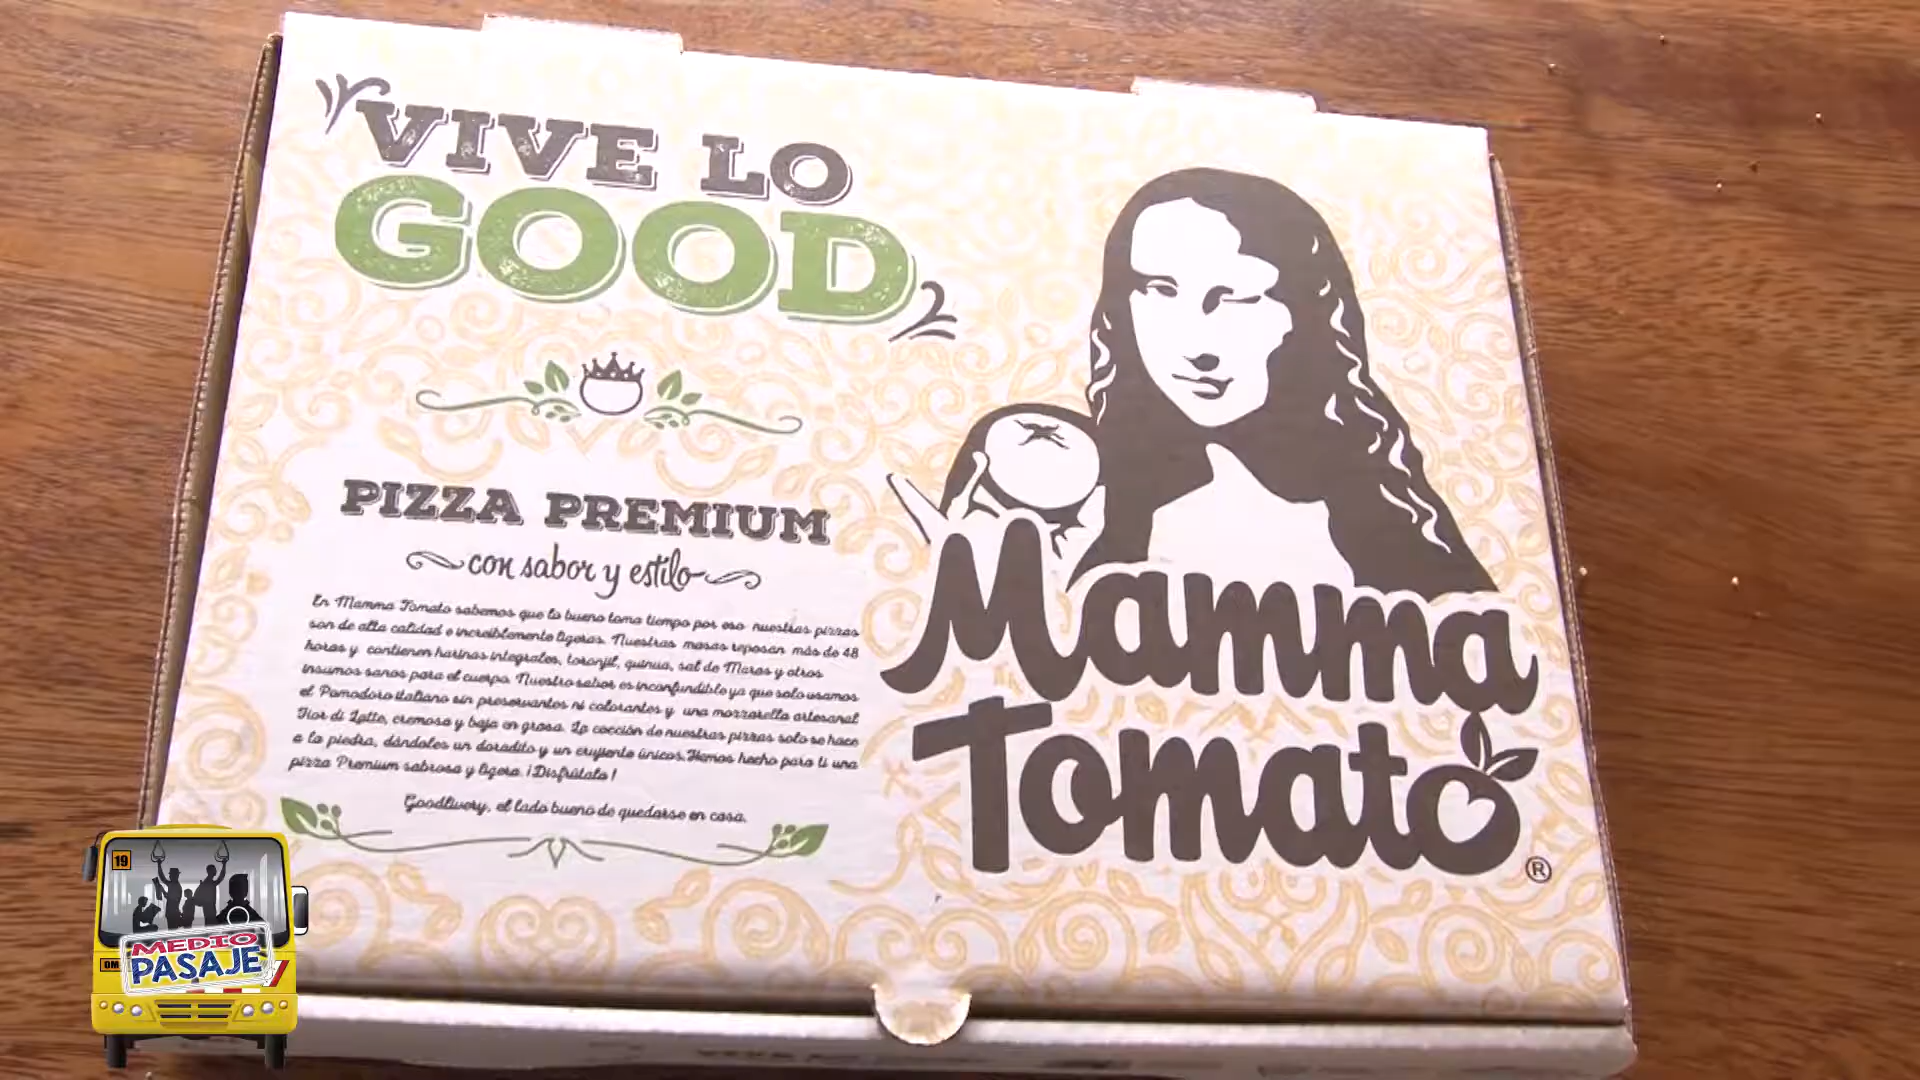 VIVE LO
GOOD
PIZZA PREMIUM
con sabor y estilo
En Mamma Tomato sabemos que lo bueno toma tiempo por eso nuestras pizzas
son de alta calidad e increíblemente ligeras. Nuestras masas reposan más de 48
horas y contienen harinas integrales, toronjil, quinua, sal de Maras y otros
insumos sanos para el cuerpo. Nuestro sabor es inconfundible ya que solo usamos
el Pomodoro italiano sin preservantes ni colorantes y una mozzarella artesanal
Fior di Latte, cremosa y baja en grasa. La cocción de nuestras pizzas solo se hace
a la piedra, dándoles un doradito y un crujiente únicos. Hemos hecho para ti una
pizza Premium sabrosa y ligera. ¡Disfrútala!
Goodlivery, el lado bueno de quedarse en casa.
Mamma
Tomato
®
19
MEDIO
PASAJE
OM